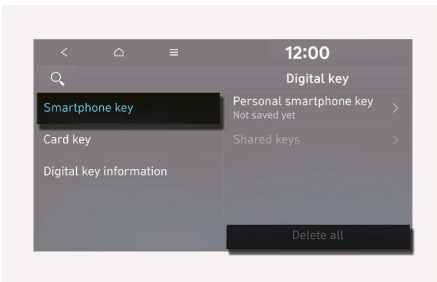 12:00
Digital key
Smartphone key
Card key
Digital key information
Personal smartphone key
Not saved yet
Shared keys
Delete all